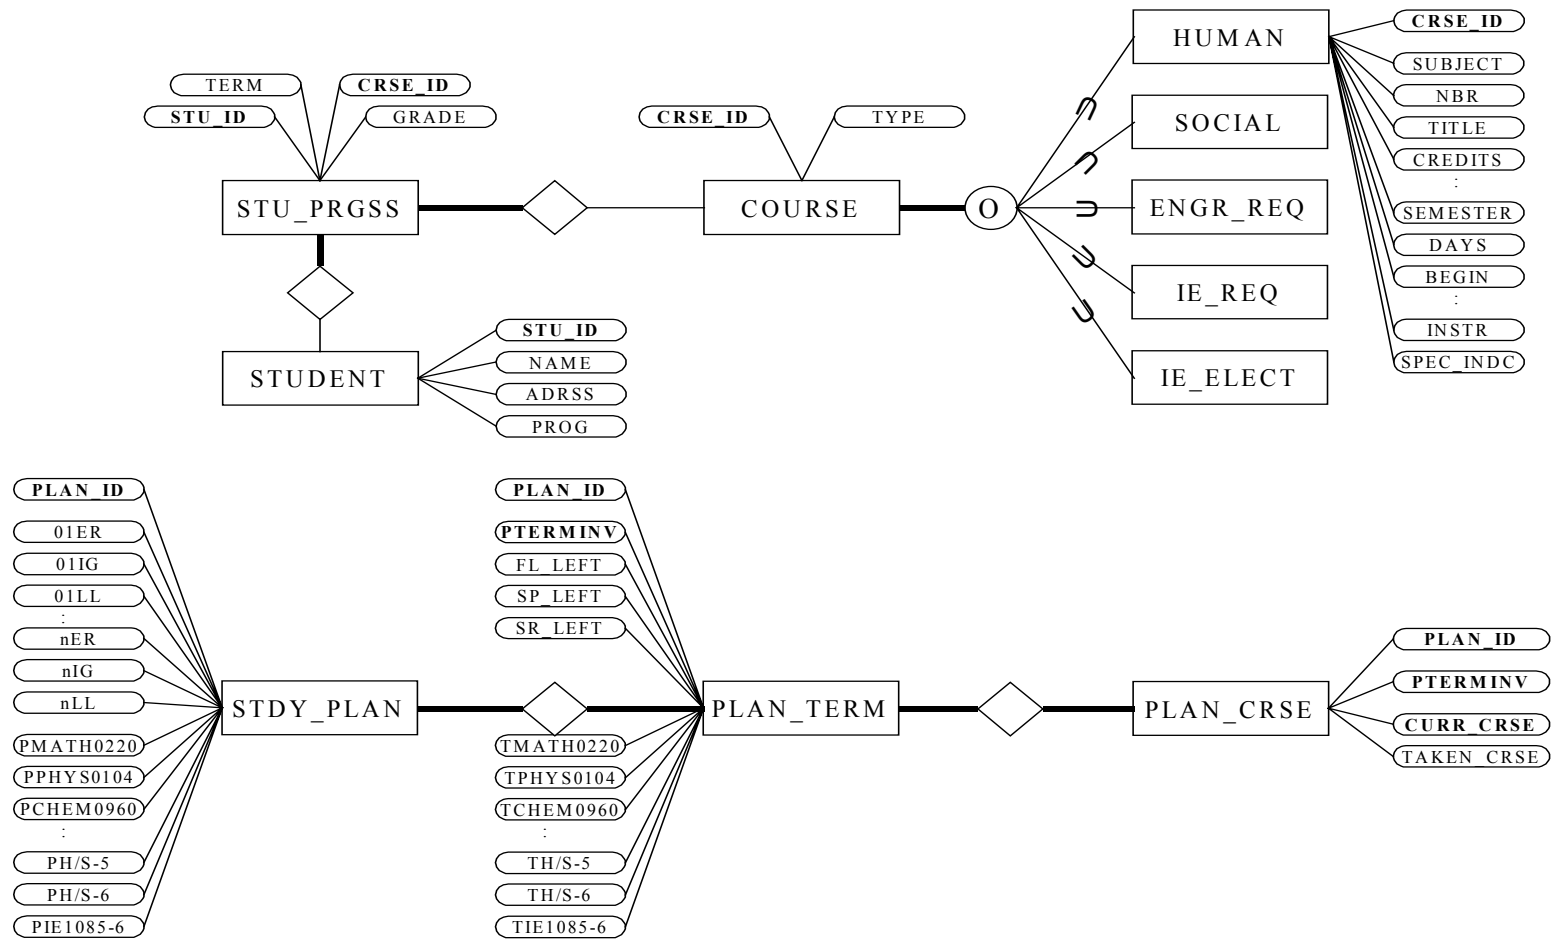 HUMAN
CRSE_ID
SUBJECT
NBR
TITLE
CREDITS
:
SEMESTER
DAYS
BEGIN
:
INSTR
SPEC_INDC
TERM
CRSE_ID
STU_ID
GRADE
CRSE_ID
TYPE
SOCIAL
STU_PRGSS
COURSE
O
ENGR_REQ
IE_REQ
IE_ELECT
STUDENT
STU_ID
NAME
ADRSS
PROG
PLAN_ID
01ER
01IG
01LL
:
nER
nIG
nLL
STDY_PLAN
PMATH0220
PPHYS0104
PCHEM0960
:
PH/S-5
PH/S-6
PIE1085-6
PLAN_ID
PTERMINV
FL_LEFT
SP_LEFT
SR_LEFT
PLAN_TERM
TMATH0220
TPHYS0104
TCHEM0960
:
TH/S-5
TH/S-6
TIE1085-6
PLAN_CRSE
PLAN_ID
PTERMINV
CURR_CRSE
TAKEN_CRSE